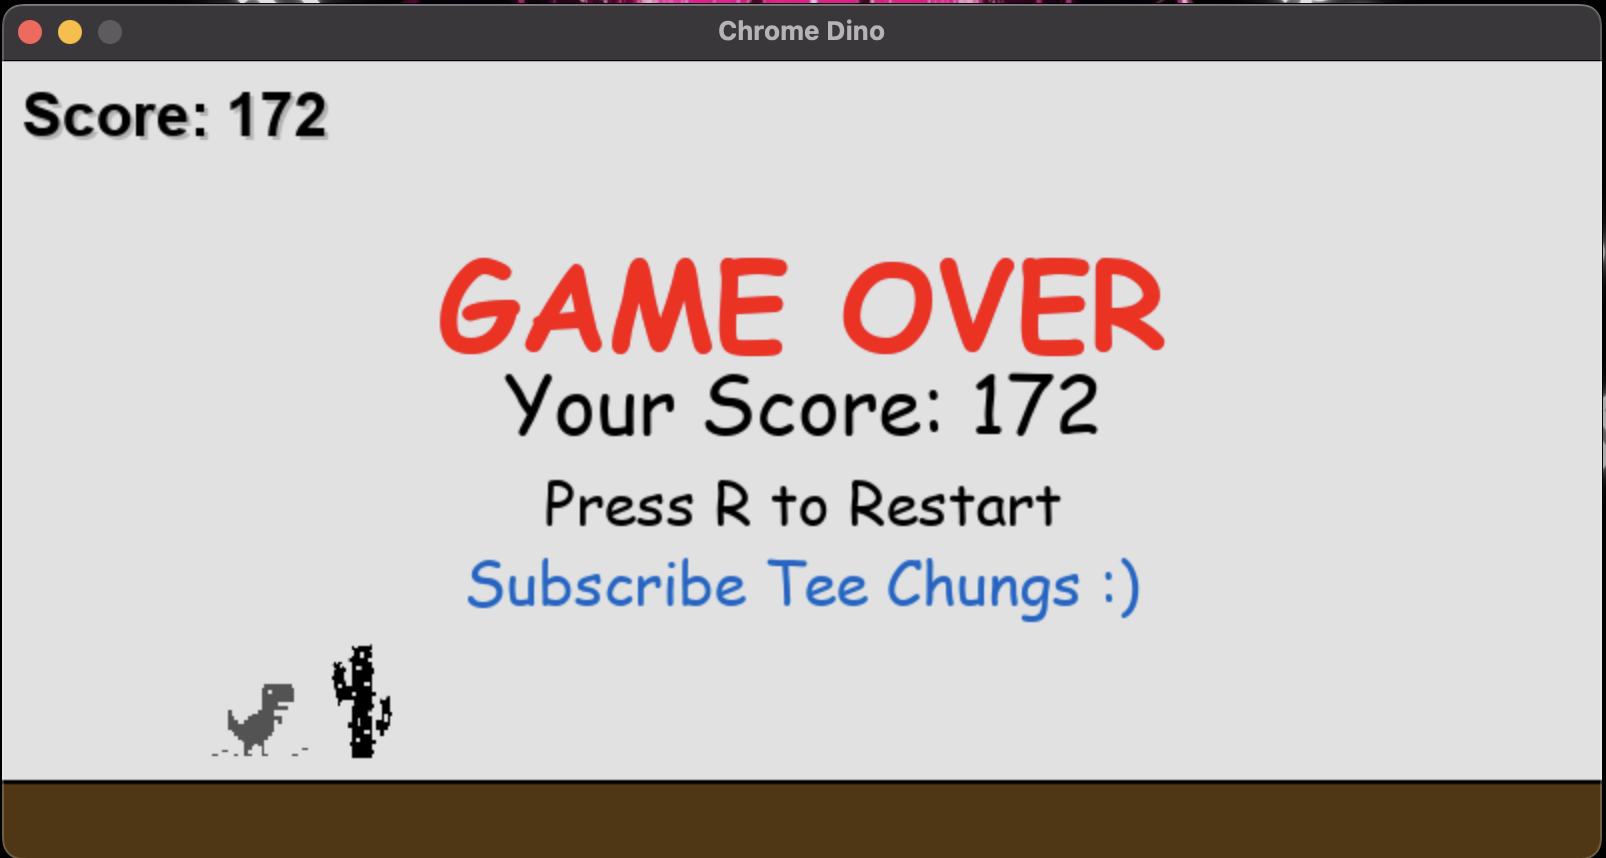 Chrome Dino
Score: 172
GAME OVER
Your Score: 172
Press R to Restart
Subscribe Tee Chungs :)